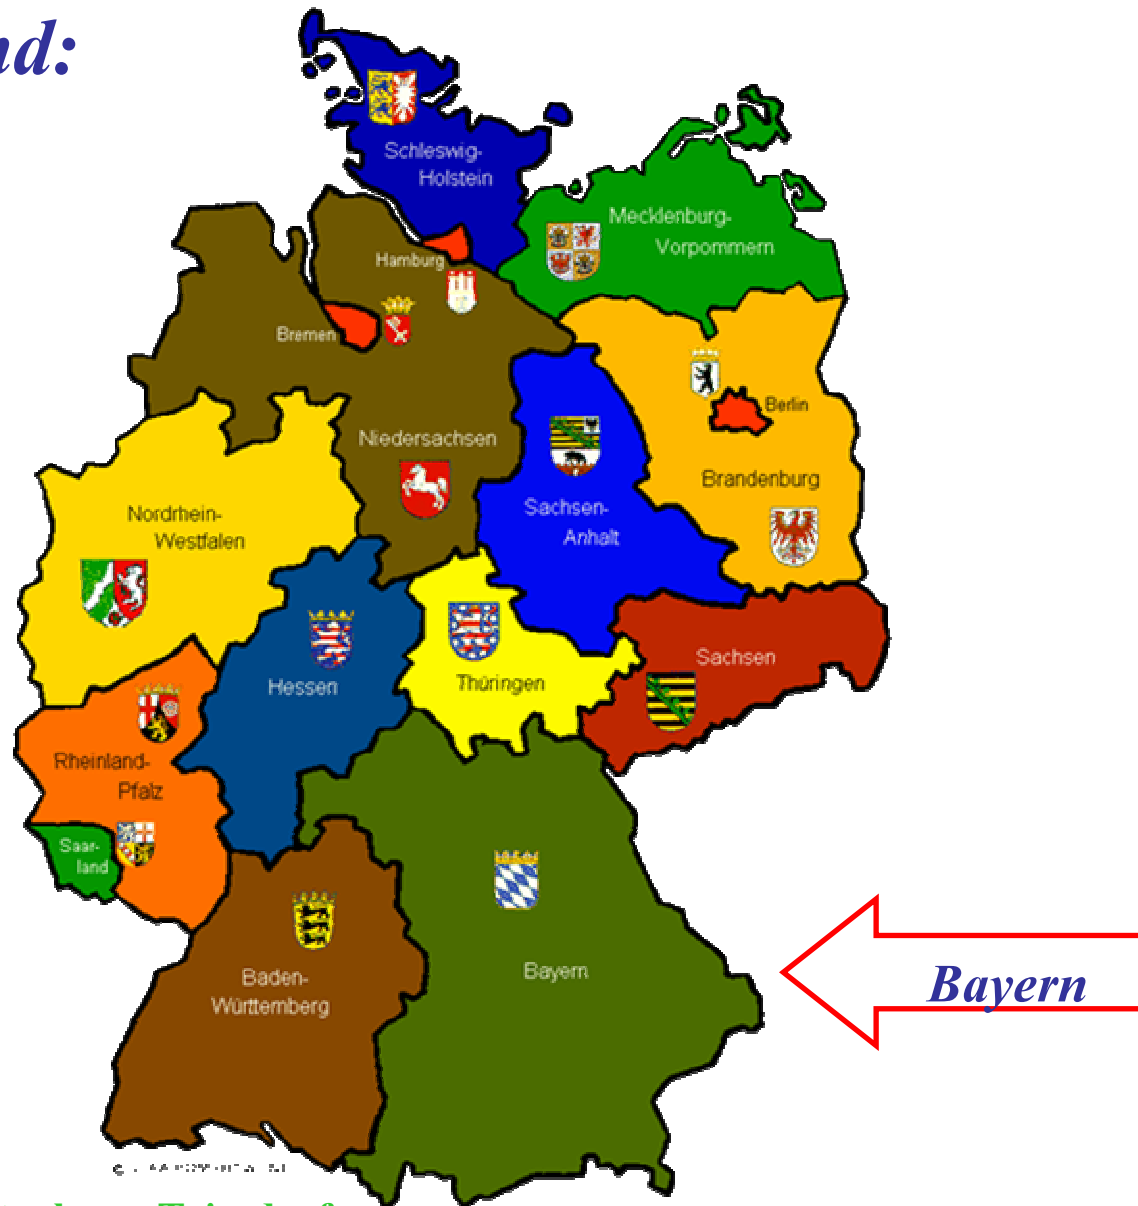 nd:
Schleswig-
Holstein
Mecklenburg-
Vorpommern
Hamburg
Bremen
Berlin
Niedersachsen
Brandenburg
Sachsen-
Anhalt
Nordrhein-
Westfalen
Sachsen
Thüringen
Hessen
Rheinland-
Pfalz
Saar-
land
Bayern
Bayern
Baden-
Württemberg